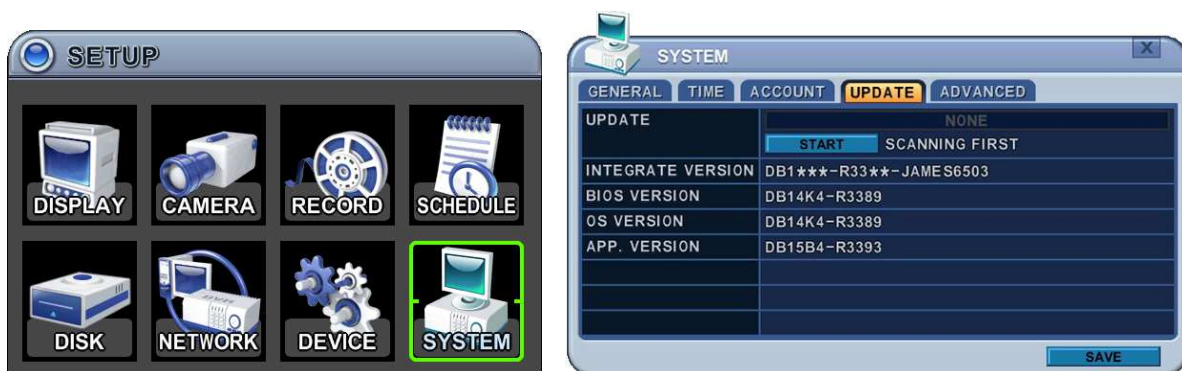 SETUP
DISPLAY
CAMERA
RECORD
SCHEDULE
DISK
NETWORK
DEVICE
SYSTEM
SYSTEM
X
GENERAL TIME ACCOUNT UPDATE ADVANCED
UPDATE NONE
START SCANNING FIRST
INTEGRATE VERSION DB1***-R33**-JAMES6503
BIOS VERSION DB14K4-R3389
OS VERSION DB14K4-R3389
APP. VERSION DB15B4-R3393
SAVE